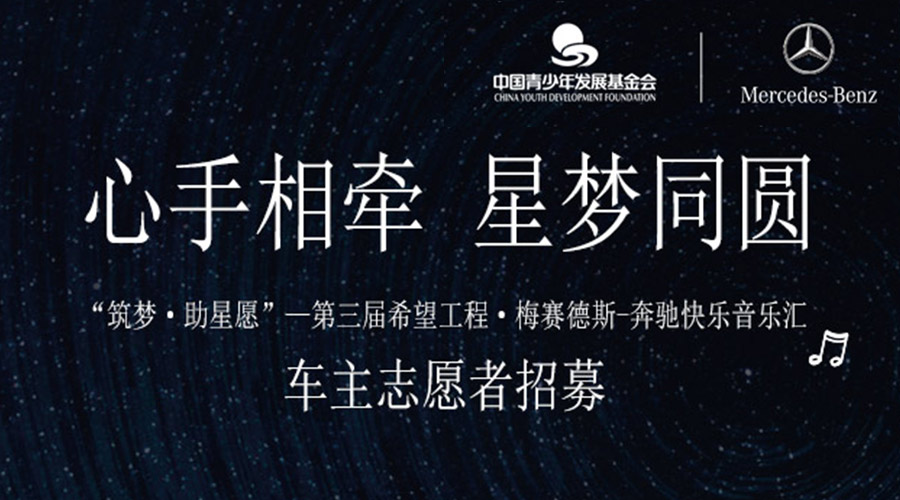 中国青少年发展基金会
CHINA YOUTH DEVELOPMENT FOUNDATION
Mercedes-Benz
心手相牵 星梦同圆
“筑梦·助星愿”—第三届希望工程·梅赛德斯-奔驰快乐音乐汇
车主志愿者招募